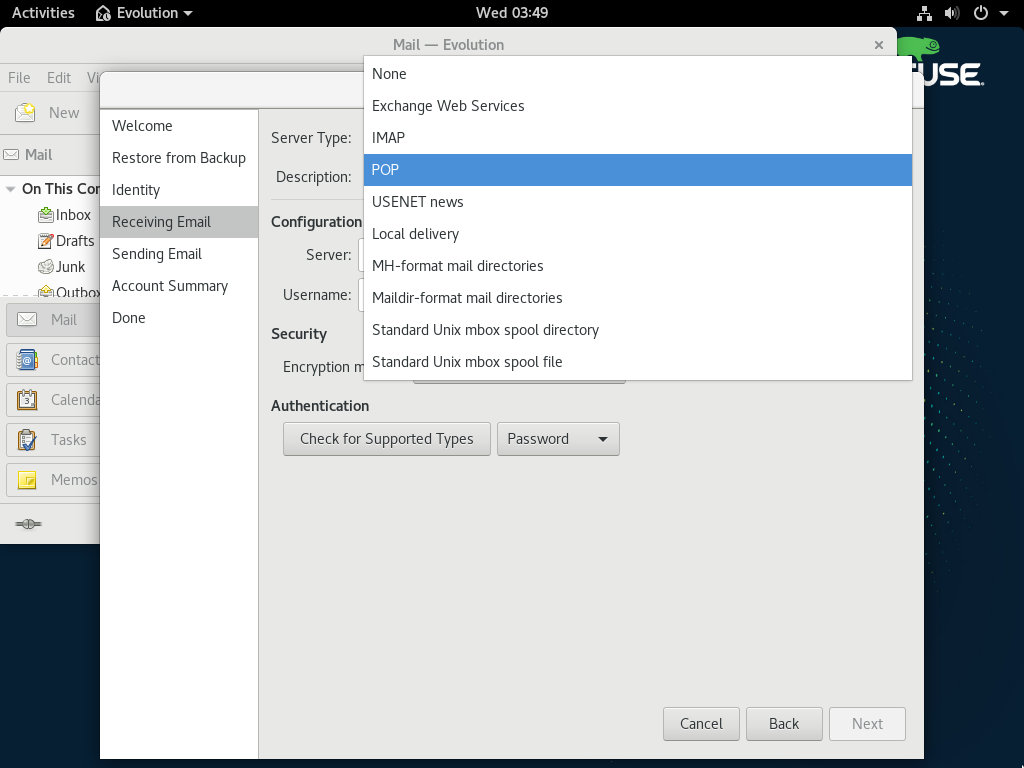 Activities Evolution Wed 03:49
Mail — Evolution
File Edit
New
Mail
On This
Inbox
Drafts
Junk
Outbox
Mail
Contact
Tasks
Memos
Welcome
Restore from Backup
Identity
Receiving Email
Sending Email
Account Summary
Done
Server Type:
Description:
None
Exchange Web Services
IMAP
POP
USENET news
Local delivery
MH-format mail directories
Maildir-format mail directories
Standard Unix mbox spool directory
Standard Unix mbox spool file
Configuration
Server:
Username:
Security
Encryption
Authentication
Check for Supported Types Password
Cancel Back Next